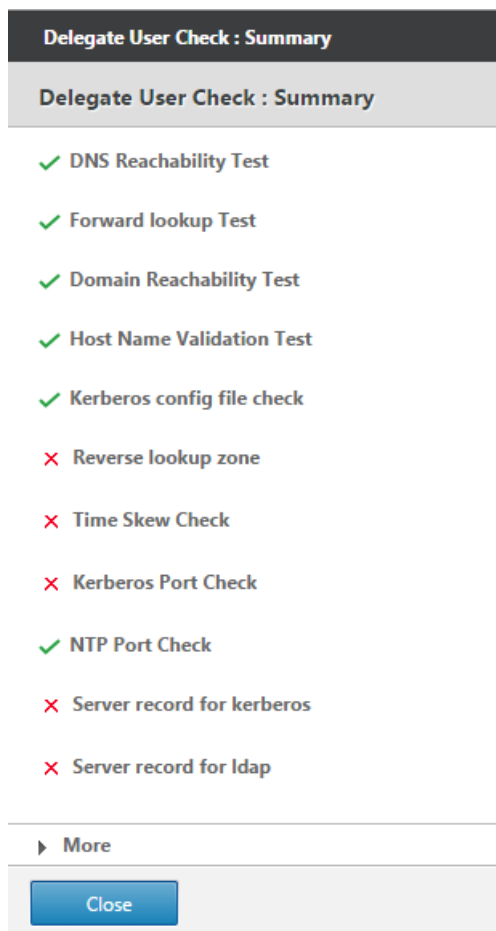 Delegate User Check : Summary
Delegate User Check : Summary
DNS Reachability Test
Forward lookup Test
Domain Reachability Test
Host Name Validation Test
Kerberos config file check
Reverse lookup zone
Time Skew Check
Kerberos Port Check
NTP Port Check
Server record for kerberos
Server record for ldap
More
Close